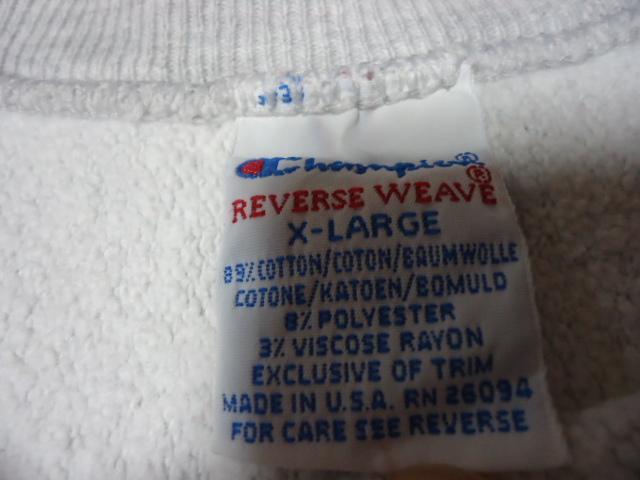 Champion®
REVERSE WEAVE®
X-LARGE
89% COTTON/COTON/BAUMWOLLE
COTONE/KATOEN/BOMULD
8% POLYESTER
3% VISCOSE RAYON
EXCLUSIVE OF TRIM
MADE IN U.S.A. RN 26094
FOR CARE SEE REVERSE